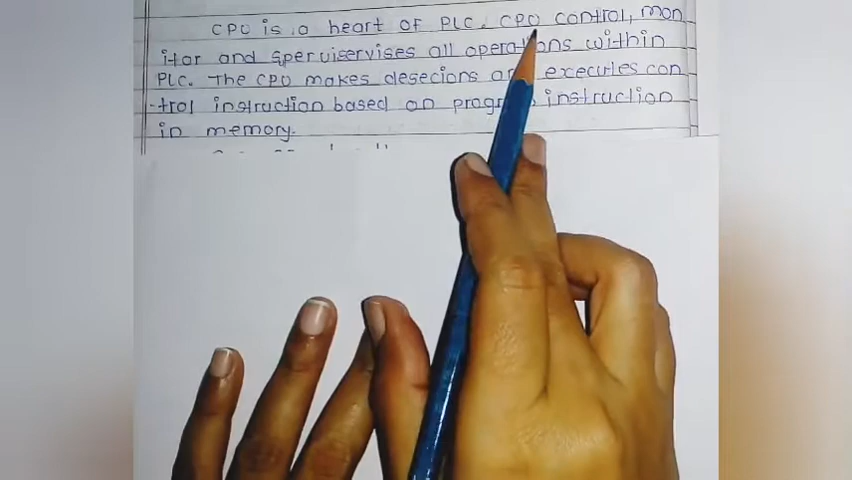 CPU is a heart of PLC. CPU control, mon
itor and sperviservises all operations within
PLC. The CPU makes desecions and executes con
-trol instruction based on program instruction
in memory.